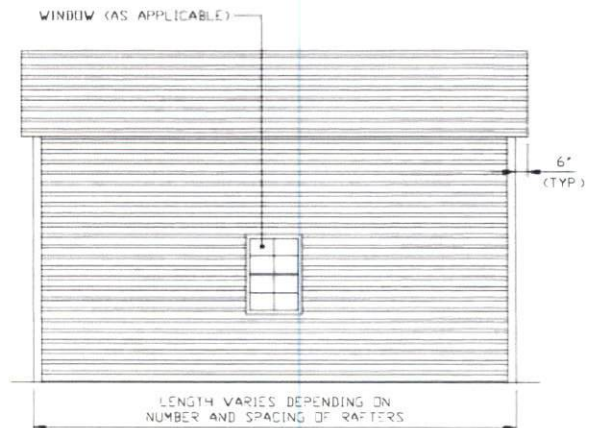 WINDOW (AS APPLICABLE)
6"
(TYP.)
LENGTH VARIES DEPENDING ON
NUMBER AND SPACING OF RAFTERS